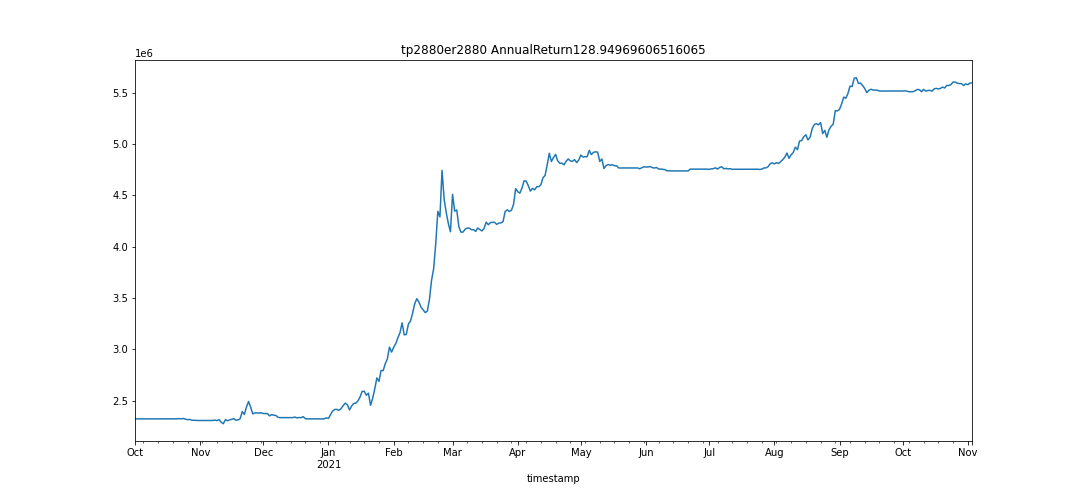 tp2880er2880 AnnualReturn128.94969606516065
1e6
5.5
5.0
4.5
4.0
3.5
3.0
2.5
Oct Nov Dec Jan Feb Mar Apr May Jun Jul Aug Sep Oct Nov
2021
timestamp